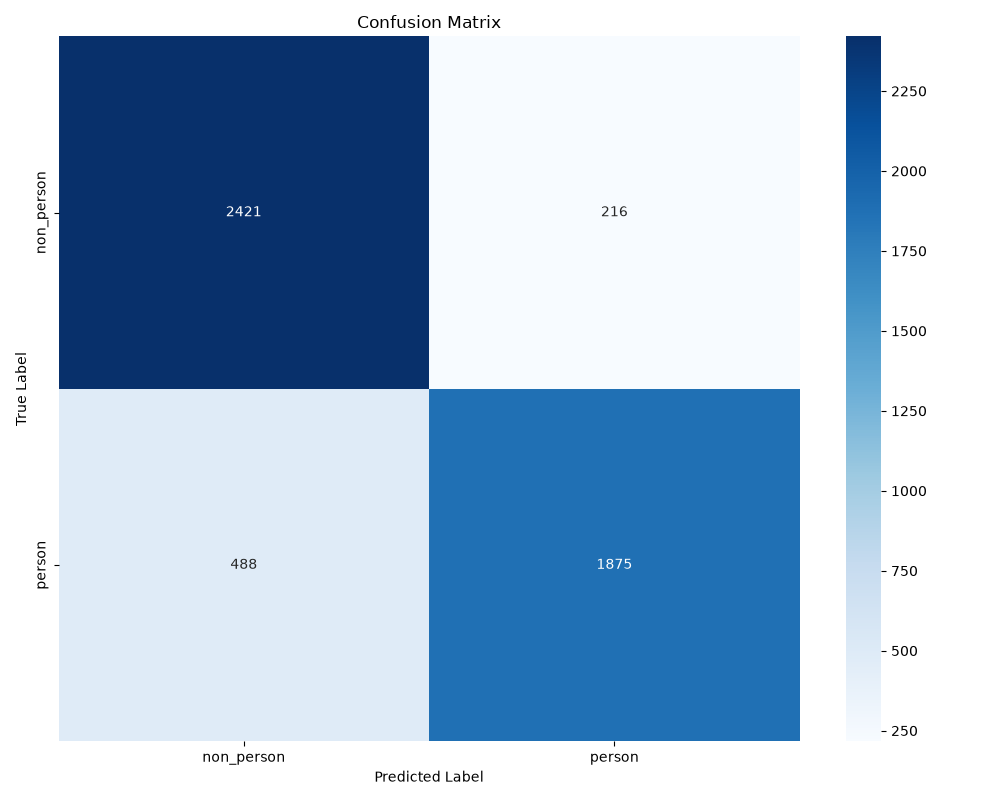 Confusion Matrix
non_person
person
True Label
2421
216
488
1875
non_person
person
Predicted Label
2250
2000
1750
1500
1250
1000
750
500
250